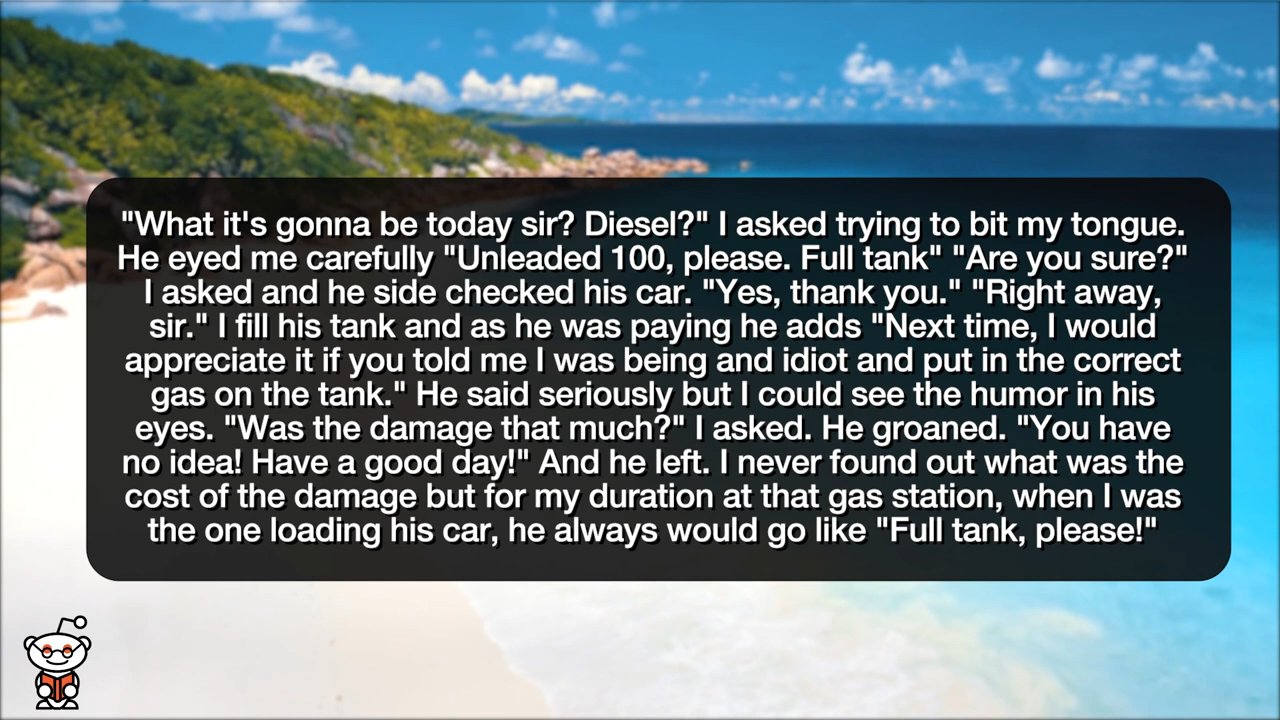 "What it's gonna be today sir? Diesel?" I asked trying to bit my tongue.
He eyed me carefully "Unleaded 100, please. Full tank" "Are you sure?"
I asked and he side checked his car. "Yes, thank you." "Right away,
sir." I fill his tank and as he was paying he adds "Next time, I would
appreciate it if you told me I was being and idiot and put in the correct
gas on the tank." He said seriously but I could see the humor in his
eyes. "Was the damage that much?" I asked. He groaned. "You have
no idea! Have a good day!" And he left. I never found out what was the
cost of the damage but for my duration at that gas station, when I was
the one loading his car, he always would go like "Full tank, please!"